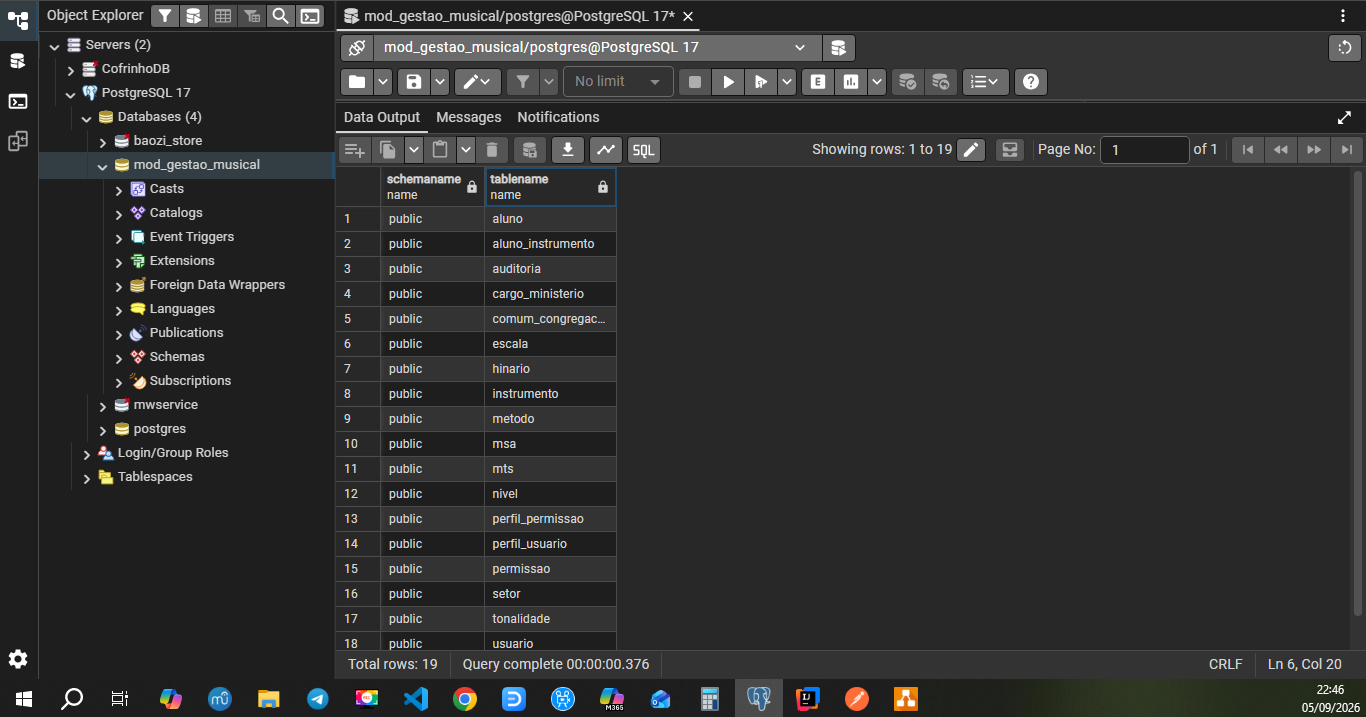 Object Explorer
Servers (2)
CofrinhoDB
PostgreSQL 17
Databases (4)
baozi_store
mod_gestao_musical
Casts
Catalogs
Event Triggers
Extensions
Foreign Data Wrappers
Languages
Publications
Schemas
Subscriptions
mwservice
postgres
Login/Group Roles
Tablespaces
mod_gestao_musical/postgres@PostgreSQL 17*
mod_gestao_musical/postgres@PostgreSQL 17
No limit
E
Data Output Messages Notifications
SQL
Showing rows: 1 to 19
Page No: 1 of 1
schemaname tablename
name name
1 public aluno
2 public aluno_instrumento
3 public auditoria
4 public cargo_ministerio
5 public comum_congregac...
6 public escala
7 public hinario
8 public instrumento
9 public metodo
10 public msa
11 public mts
12 public nivel
13 public perfil_permissao
14 public perfil_usuario
15 public permissao
16 public setor
17 public tonalidade
18 public usuario
Total rows: 19 Query complete 00:00:00.376 CRLF Ln 6, Col 20
M365
22:46
05/09/2026